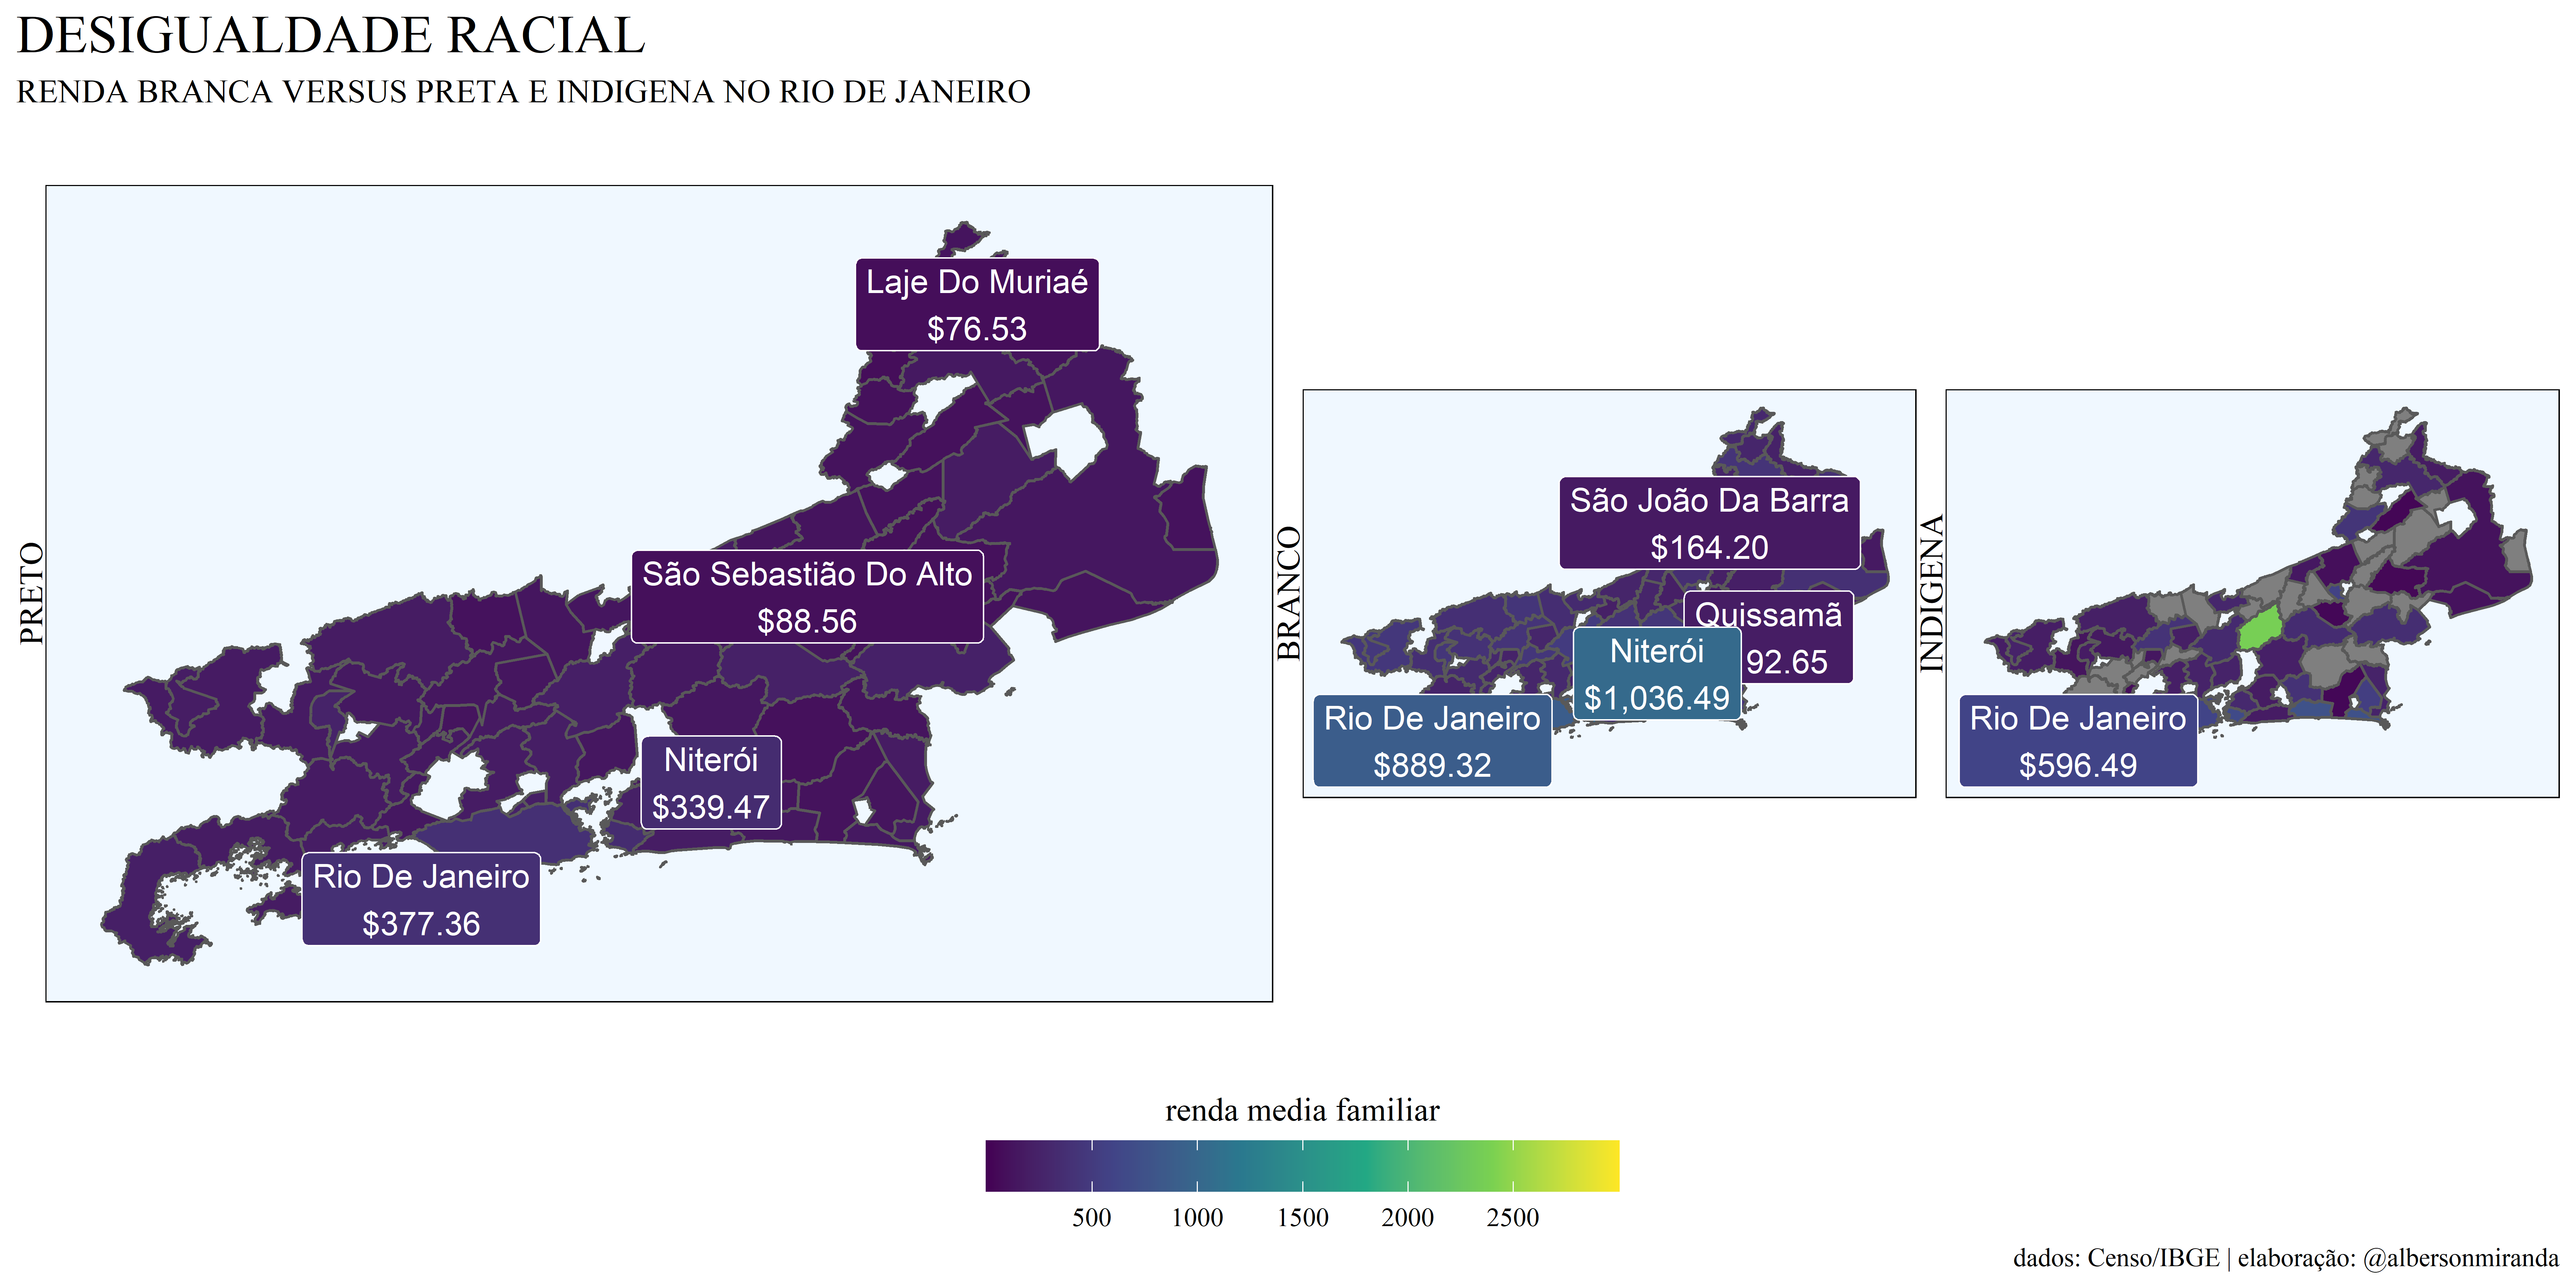 DESIGUALDADE RACIAL
RENDA BRANCA VERSUS PRETA E INDIGENA NO RIO DE JANEIRO
PRETO
Laje Do Muriaé
$76.53
São Sebastião Do Alto
$88.56
Niterói
$339.47
Rio De Janeiro
$377.36
BRANCO
São João Da Barra
$164.20
Quissamã
92.65
Niterói
$1,036.49
Rio De Janeiro
$889.32
INDIGENA
Rio De Janeiro
$596.49
renda media familiar
500 1000 1500 2000 2500
dados: Censo/IBGE | elaboração: @albersonmiranda